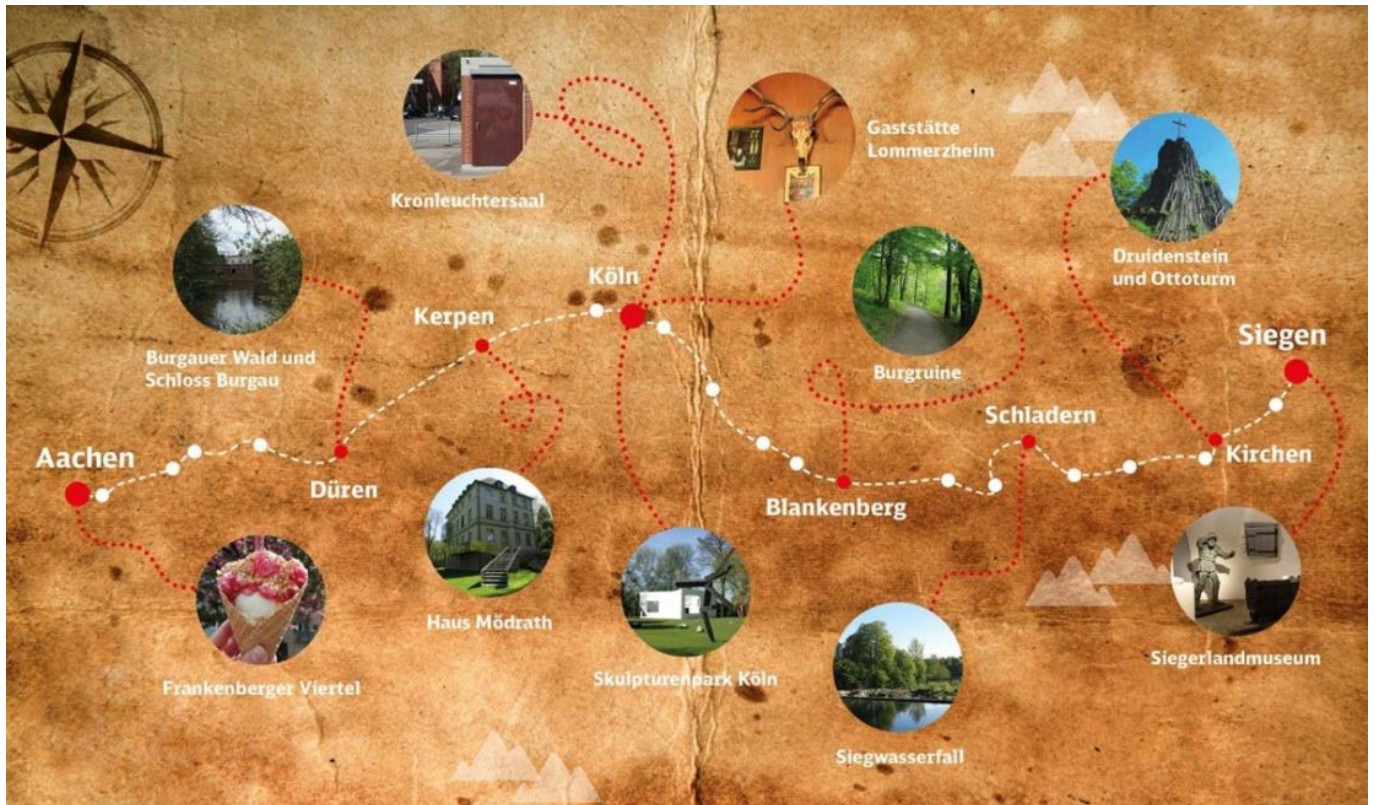 Kronleuchtersaal
Gaststätte
Lommerzheim
Druidenstein
und Ottoturm
Burgauer Wald und
Schloss Burgau
Köln
Kerpen
Burgruine
Siegen
Aachen
Düren
Blankenberg
Schladern
Kirchen
Frankenberger Viertel
Haus Mödrath
Skulpturenpark Köln
Siegwasserfall
Siegerlandmuseum